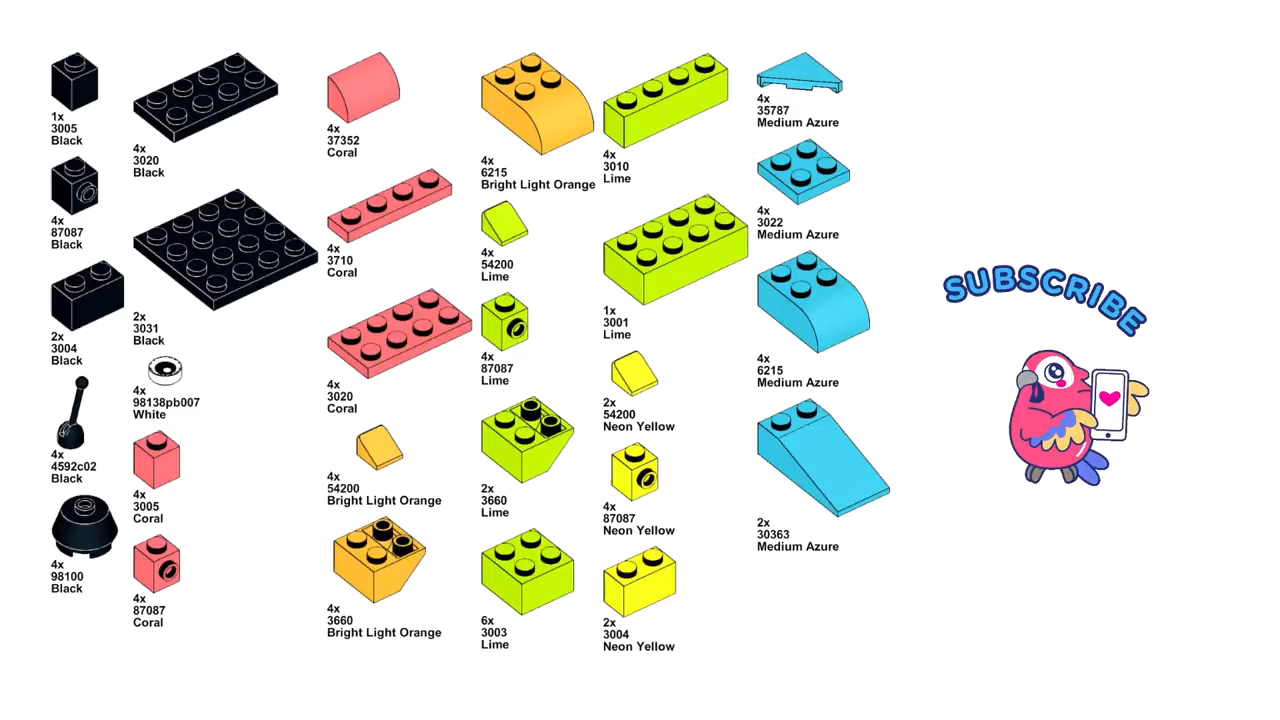 1x
3005
Black
4x
87087
Black
2x
3004
Black
4x
4592c02
Black
4x
98100
Black
4x
3020
Black
2x
3031
Black
4x
98138pb007
White
4x
3005
Coral
4x
87087
Coral
4x
37352
Coral
4x
3710
Coral
4x
3020
Coral
4x
54200
Bright Light Orange
4x
3660
Bright Light Orange
4x
6215
Bright Light Orange
4x
54200
Lime
4x
87087
Lime
2x
3660
Lime
6x
3003
Lime
4x
3010
Lime
1x
3001
Lime
2x
54200
Neon Yellow
4x
87087
Neon Yellow
2x
3004
Neon Yellow
4x
35787
Medium Azure
4x
3022
Medium Azure
4x
6215
Medium Azure
2x
30363
Medium Azure
SUBSCRIBE